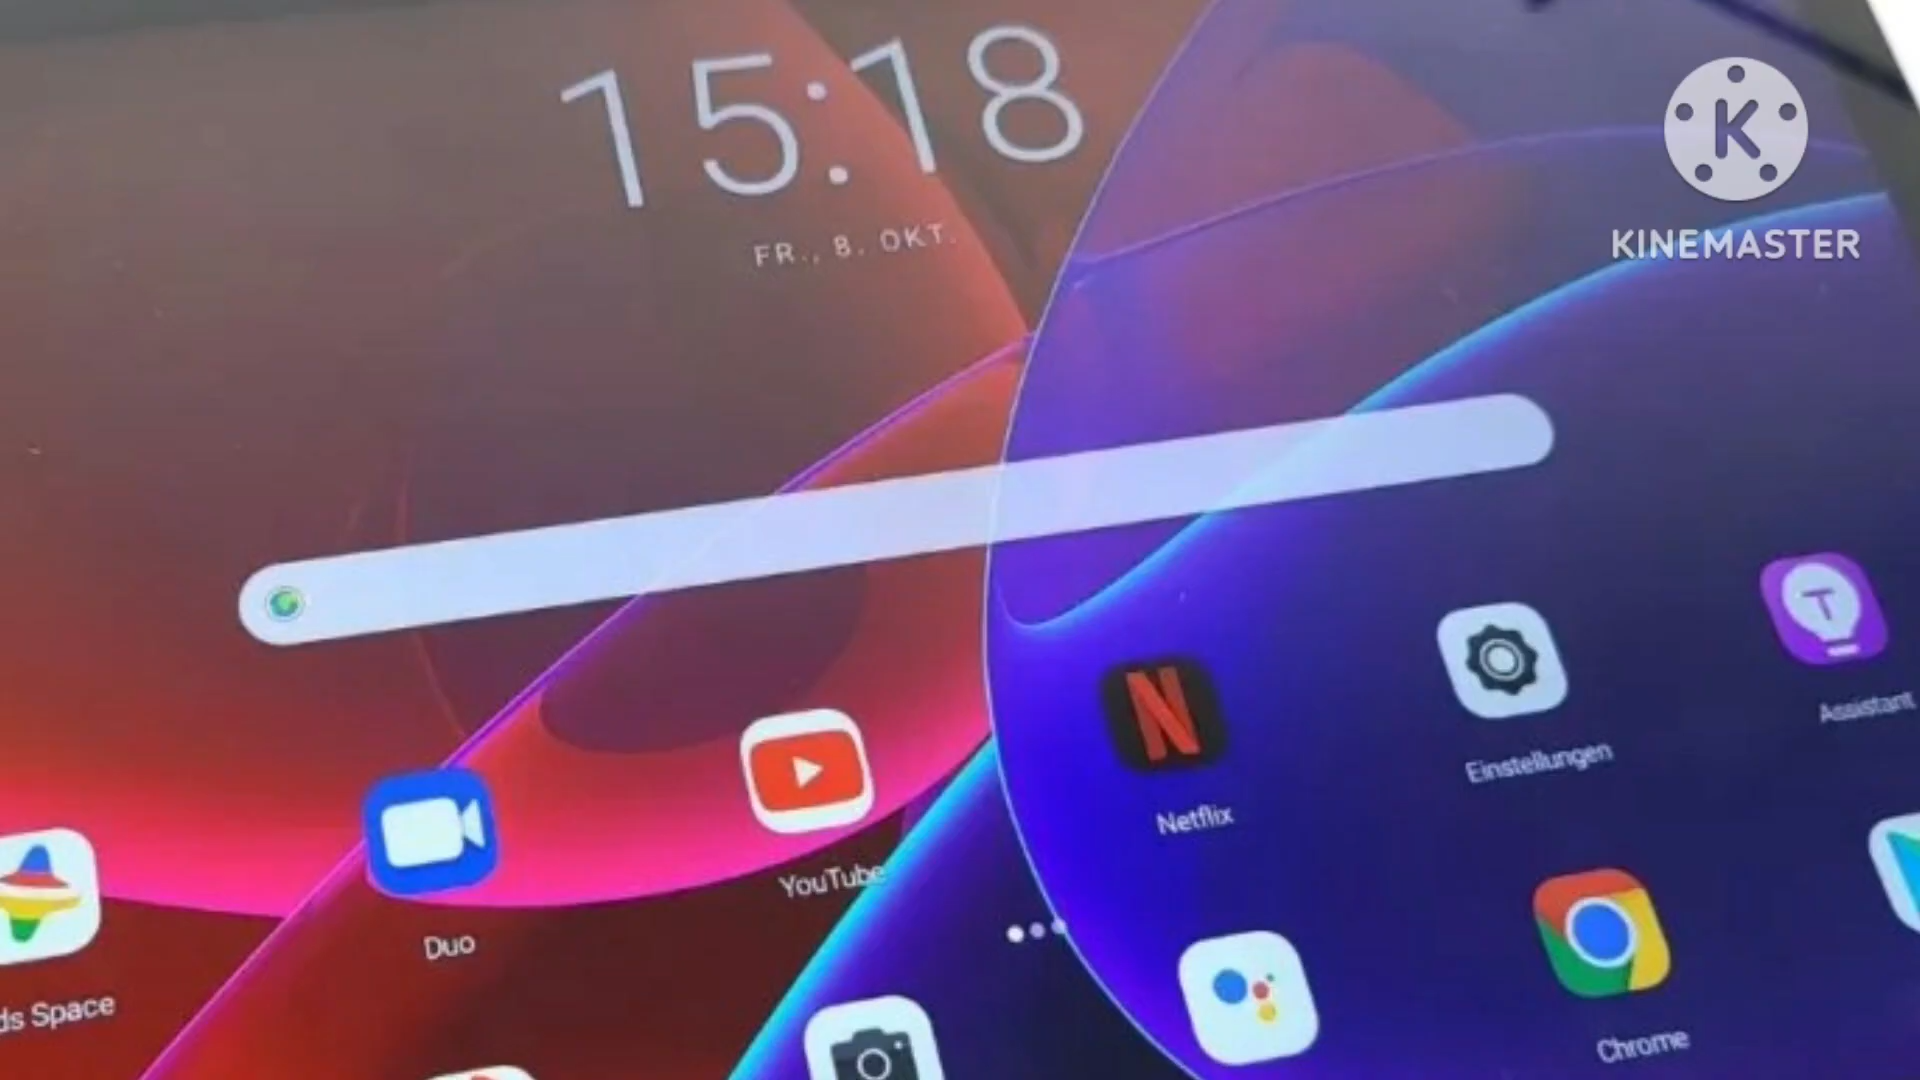 15:18
FR., 8. OKT.
K
KINEMASTER
T
Assistant
N
Einstellungen
Netflix
YouTube
Duo
ds Space
Chrome